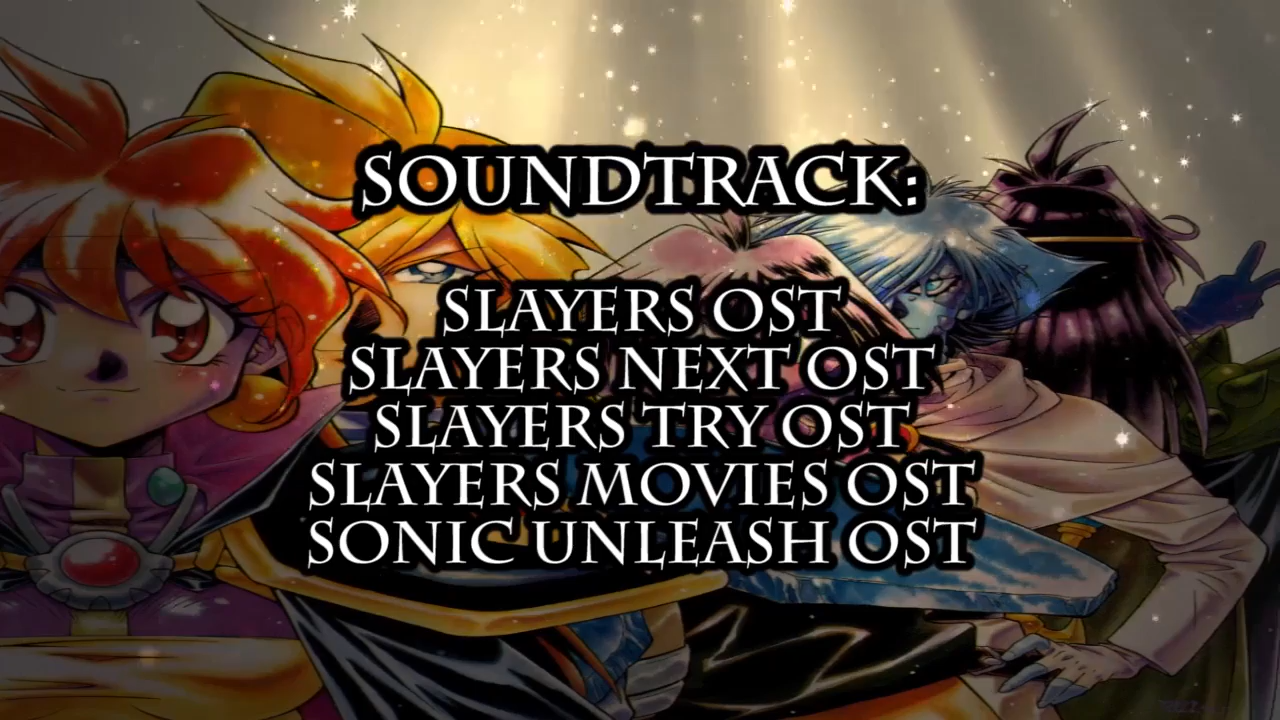 SOUNDTRACK:
SLAYERS OST
SLAYERS NEXT OST
SLAYERS TRY OST
SLAYERS MOVIES OST
SONIC UNLEASH OST